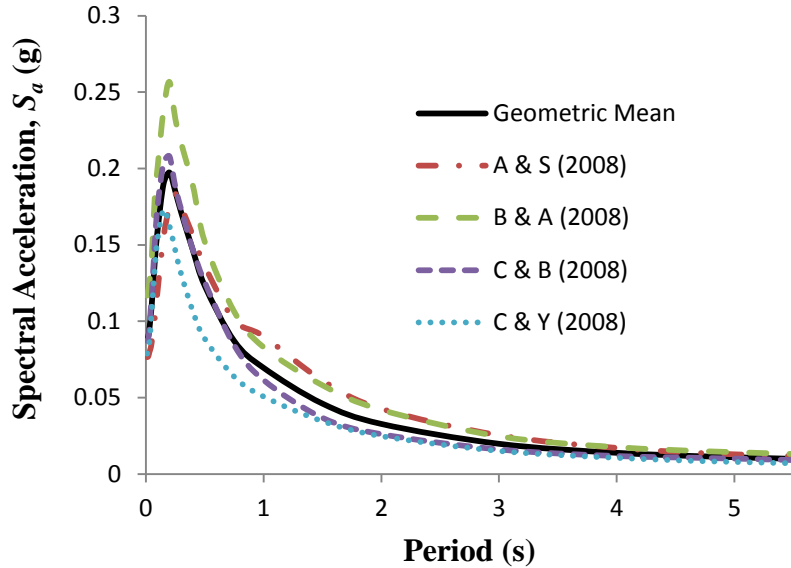 0.3
0.25
0.2
0.15
0.1
0.05
0
Spectral Acceleration, Sₐ (g)
Geometric Mean
A & S (2008)
B & A (2008)
C & B (2008)
C & Y (2008)
0 1 2 3 4 5
Period (s)